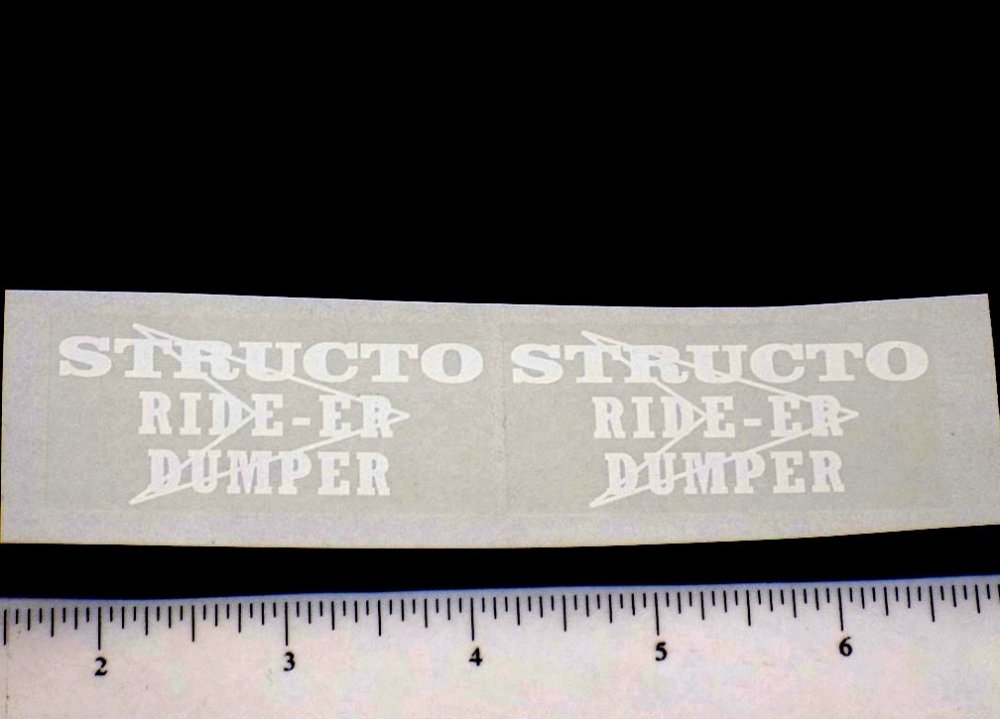 STRUCTO STRUCTO
RIDE-ER RIDE-ER
DUMPER DUMPER
2 3 4 5 6